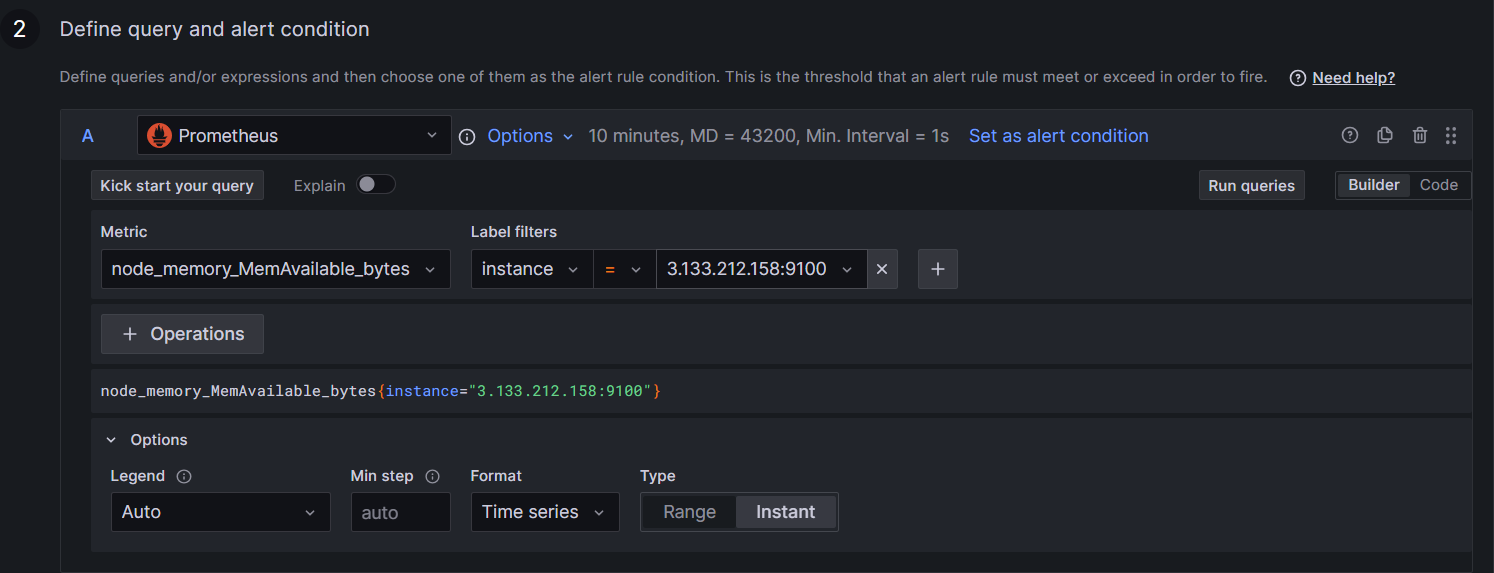 2 Define query and alert condition
Define queries and/or expressions and then choose one of them as the alert rule condition. This is the threshold that an alert rule must meet or exceed in order to fire. Need help?
A Prometheus Options 10 minutes, MD = 43200, Min. Interval = 1s Set as alert condition
Kick start your query Explain Run queries Builder Code
Metric Label filters
node_memory_MemAvailable_bytes instance = 3.133.212.158:9100
+ Operations
node_memory_MemAvailable_bytes{instance="3.133.212.158:9100"}
Options
Legend Min step Format Type
Auto auto Time series Range Instant